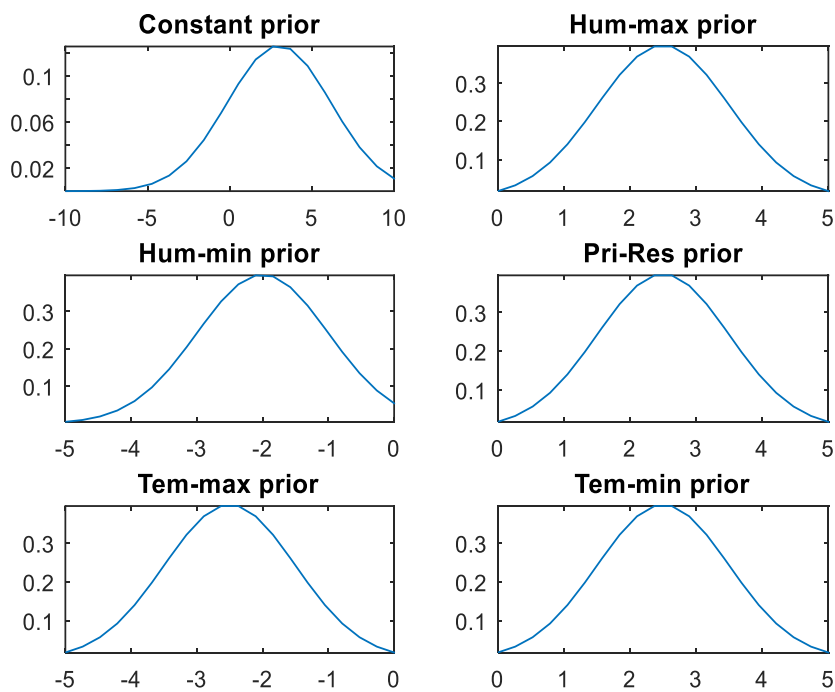 Constant prior
0.1
0.06
0.02
-10 -5 0 5 10
Hum-max prior
0.3
0.2
0.1
0 1 2 3 4 5
Hum-min prior
0.3
0.2
0.1
-5 -4 -3 -2 -1 0
Pri-Res prior
0.3
0.2
0.1
0 1 2 3 4 5
Tem-max prior
0.3
0.2
0.1
-5 -4 -3 -2 -1 0
Tem-min prior
0.3
0.2
0.1
0 1 2 3 4 5